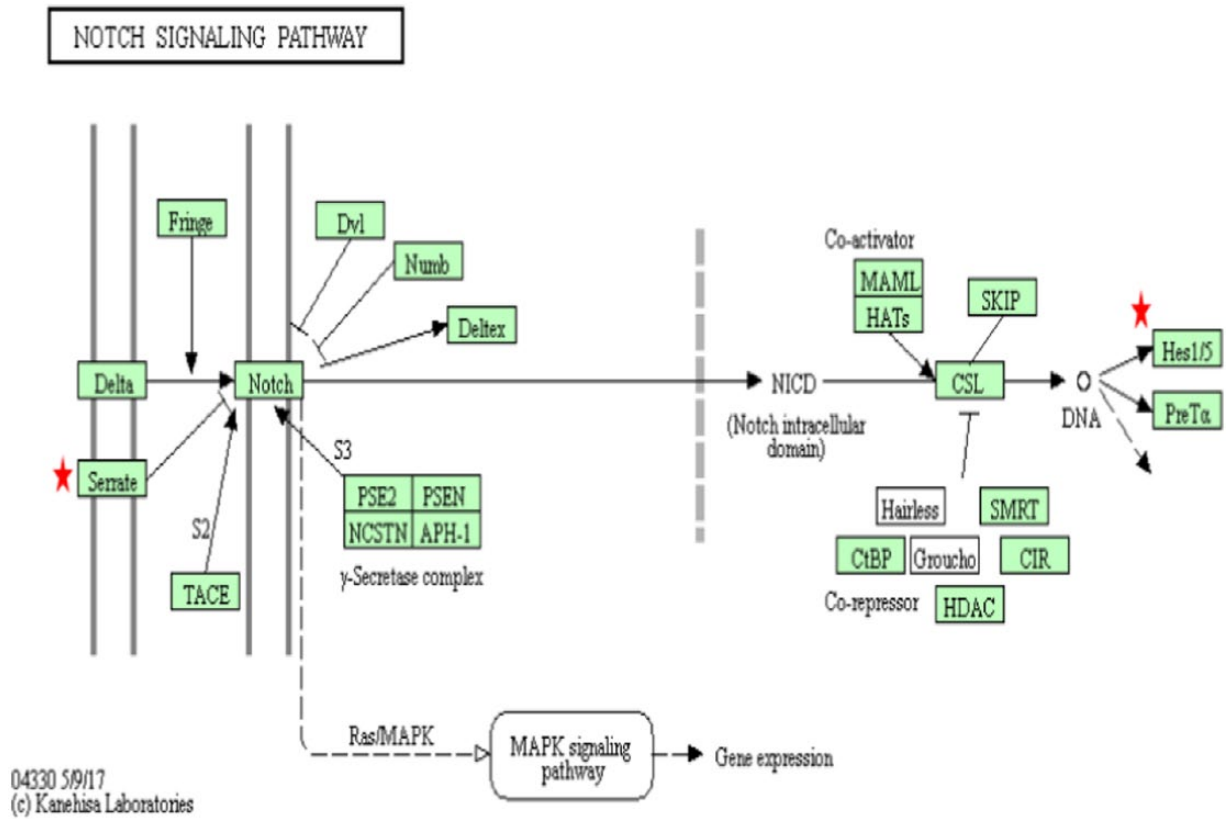 NOTCH SIGNALING PATHWAY
Fringe
Dvl
Numb
Deltex
Co-activator
MAML
HATs
SKIP
Hes1/5
Delta
Notch
NICD
(Notch intracellular
domain)
CSL
DNA
PreTα
Serrate
S3
S2
PSE2 PSEN
NCSTN APH-1
γ-Secretase complex
TACE
Hairless SMRT
CtBP Groucho CIR
Co-repressor HDAC
Ras/MAPK
MAPK signaling
pathway
Gene expression
04330 5/9/17
(c) Kanehisa Laboratories